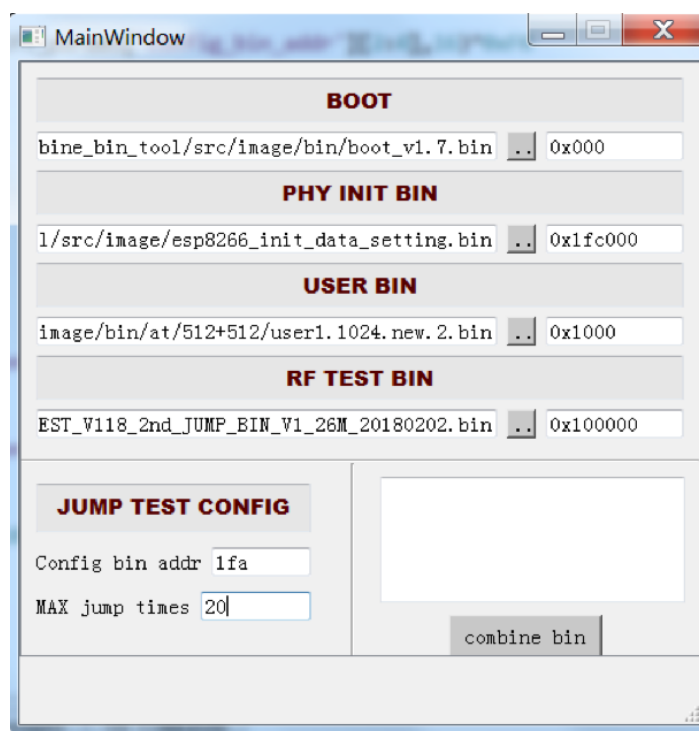 MainWindow
BOOT
bine_bin_tool/src/image/bin/boot_v1.7.bin .. 0x000
PHY INIT BIN
l/src/image/esp8266_init_data_setting.bin .. 0x1fc000
USER BIN
image/bin/at/512+512/user1.1024.new.2.bin .. 0x1000
RF TEST BIN
EST_V118_2nd_JUMP_BIN_V1_26M_20180202.bin .. 0x100000
JUMP TEST CONFIG
Config bin addr 1fa
MAX jump times 20
combine bin